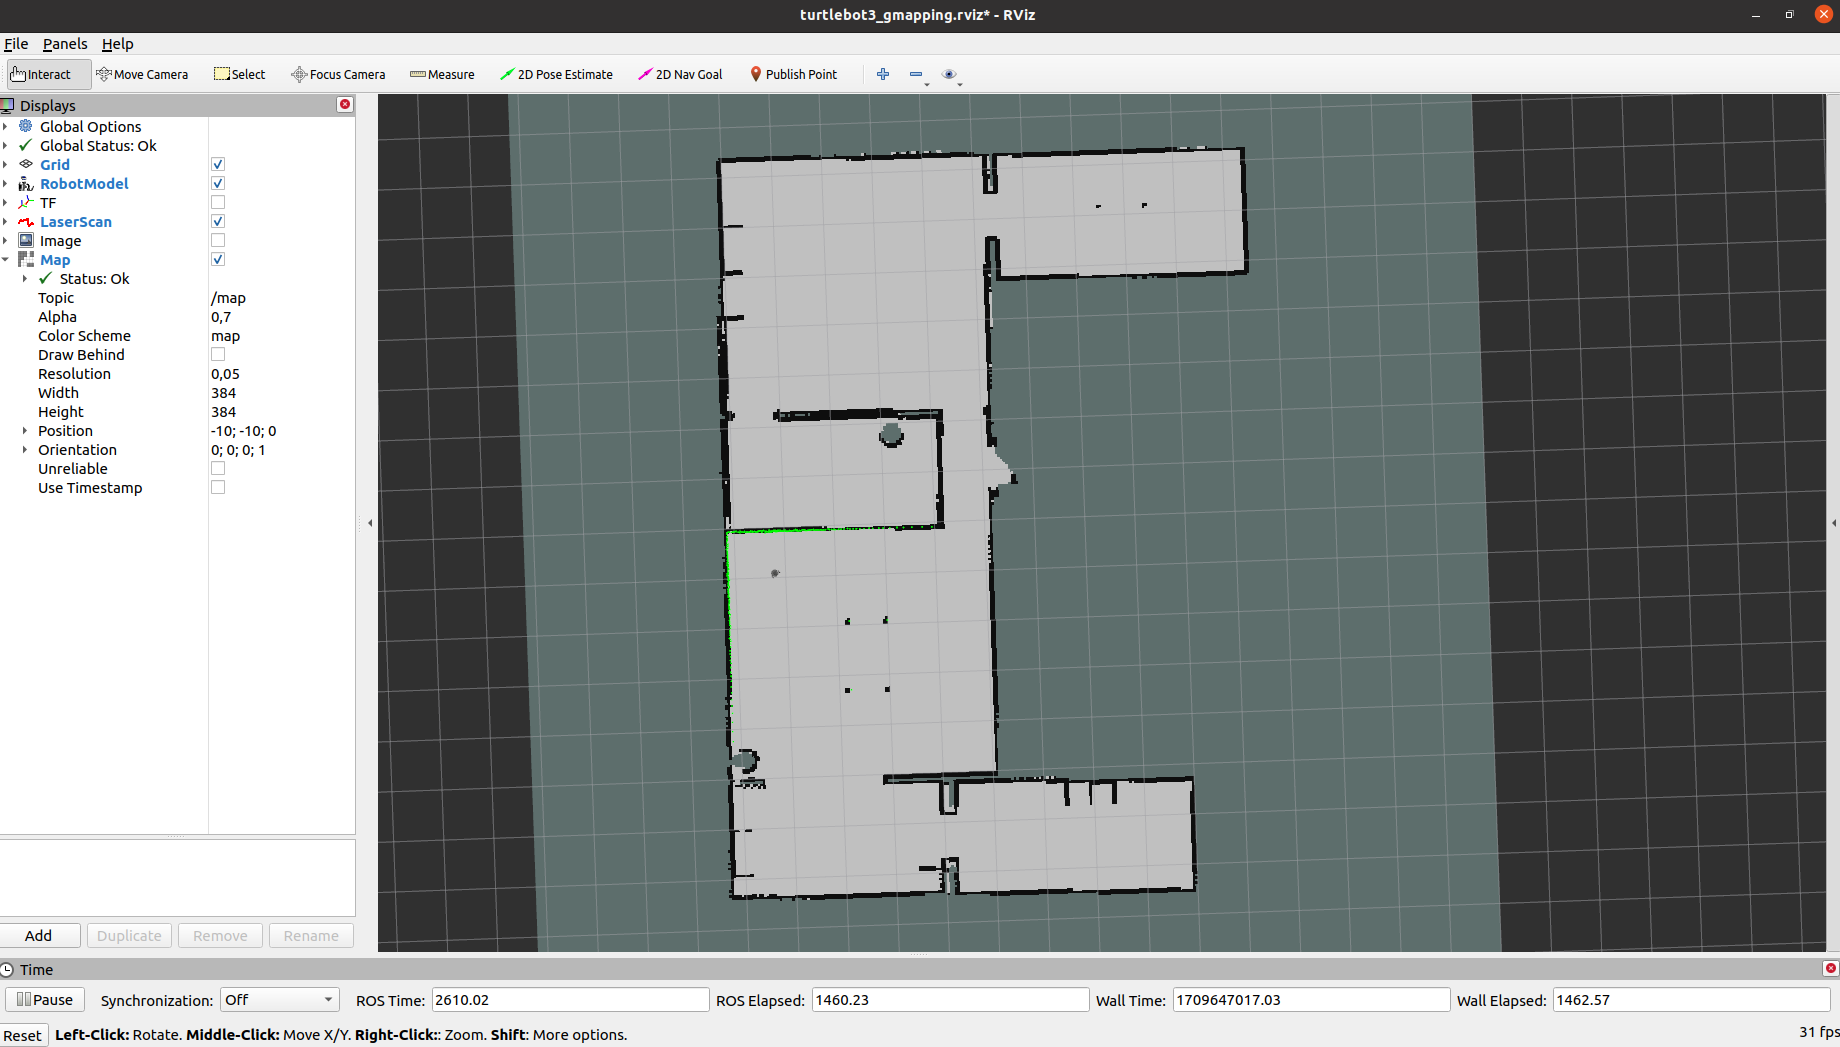 turtlebot3_gmapping.rviz* - RViz
File Panels Help
Interact Move Camera Select Focus Camera Measure 2D Pose Estimate 2D Nav Goal Publish Point
Displays
Global Options
Global Status: Ok
Grid
RobotModel
TF
LaserScan
Image
Map
Status: Ok
Topic /map
Alpha 0,7
Color Scheme map
Draw Behind
Resolution 0,05
Width 384
Height 384
Position -10; -10; 0
Orientation 0; 0; 0; 1
Unreliable
Use Timestamp
Add Duplicate Remove Rename
Time
Pause Synchronization: Off ROS Time: 2610.02 ROS Elapsed: 1460.23 Wall Time: 1709647017.03 Wall Elapsed: 1462.57
Reset Left-Click: Rotate. Middle-Click: Move X/Y. Right-Click:: Zoom. Shift: More options. 31 fps